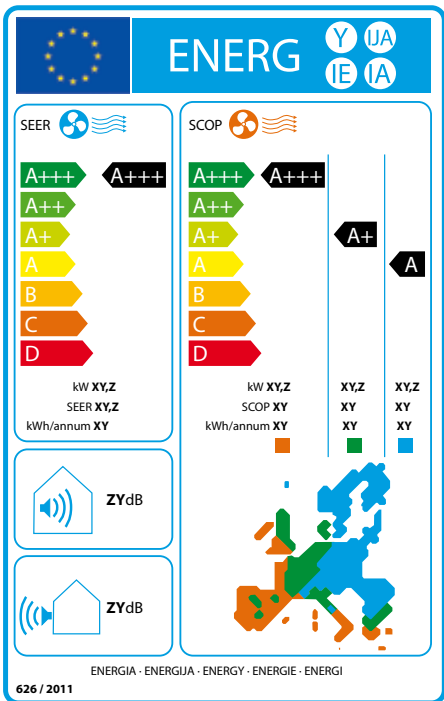 ENERG Y IJA
IE IA
SEER
A+++ A+++
A++
A+
A
B
C
D
kW XY,Z
SEER XY,Z
kWh/annum XY
SCOP
A+++ A+++
A++
A+ A+
A A
B
C
D
kW XY,Z XY,Z XY,Z
SCOP XY XY XY
kWh/annum XY XY XY
ZYdB
ZYdB
ENERGIA · ENERGIJA · ENERGY · ENERGIE · ENERGI
626 / 2011